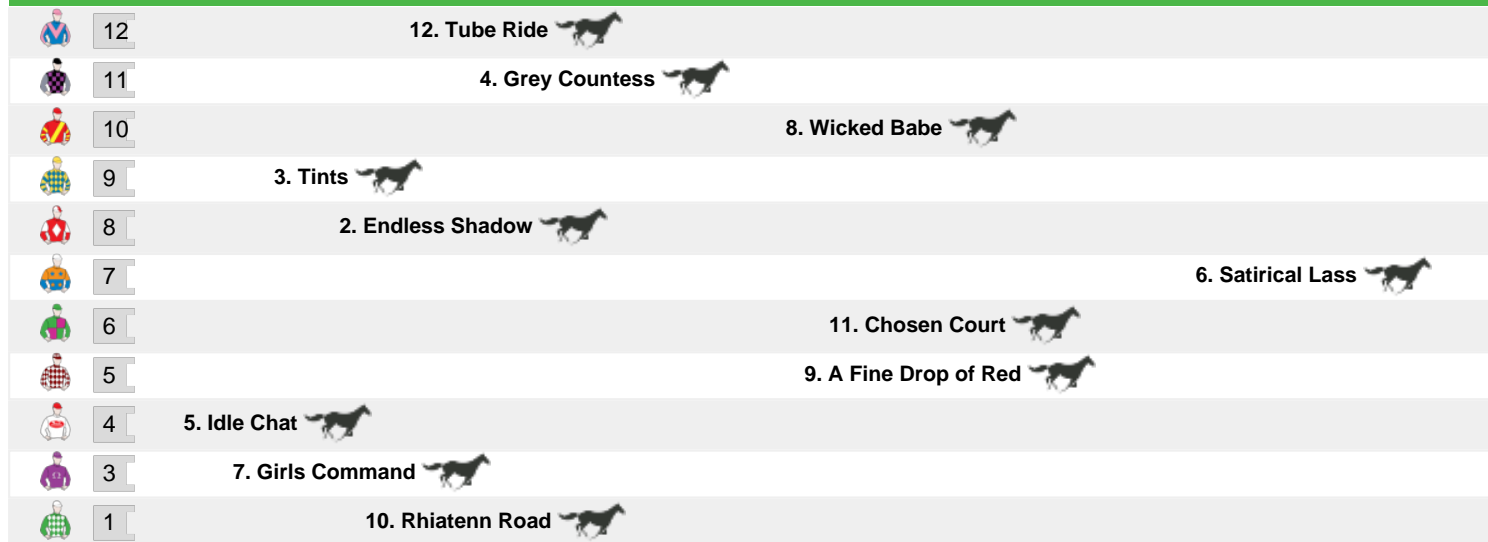 12 12. Tube Ride
11 4. Grey Countess
10 8. Wicked Babe
9 3. Tints
8 2. Endless Shadow
7 6. Satirical Lass
6 11. Chosen Court
5 9. A Fine Drop of Red
4 5. Idle Chat
3 7. Girls Command
1 10. Rhiatenn Road